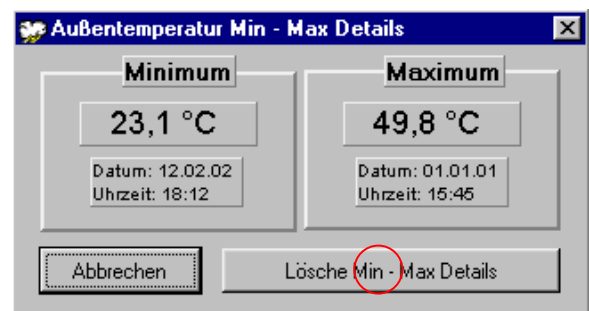 Außentemperatur Min - Max Details
Minimum
23,1 °C
Datum: 12.02.02
Uhrzeit: 18:12
Maximum
49,8 °C
Datum: 01.01.01
Uhrzeit: 15:45
Abbrechen
Lösche Min - Max Details